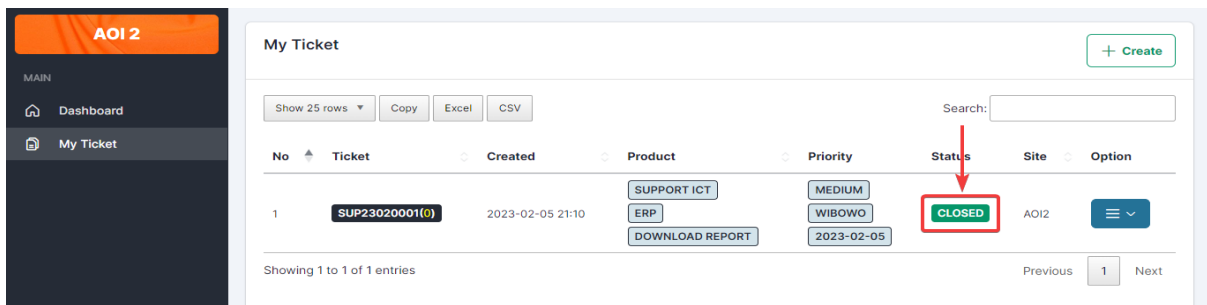 AOI 2
MAIN
Dashboard
My Ticket
My Ticket
+ Create
Show 25 rows Copy Excel CSV Search:
No Ticket Created Product Priority Status Site Option
SUPPORT ICT MEDIUM
1 SUP23020001(0) 2023-02-05 21:10 ERP WIBOWO CLOSED AOI2
DOWNLOAD REPORT 2023-02-05
Showing 1 to 1 of 1 entries Previous 1 Next